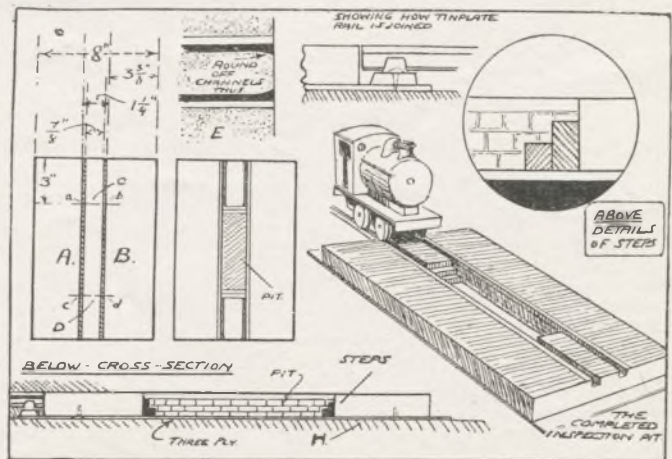 8"
3 3/8"
1 1/4"
7/8"
3"
a
C
b
A.
B.
c
D
d
ROUND
OFF
CHANNELS
THUS
E
PIT.
SHOWING HOW TINPLATE
RAIL IS JOINED
ABOVE
DETAILS
OF STEPS
BELOW - CROSS - SECTION
PIT
STEPS
THREE PLY
H.
THE
COMPLETED
INSPECTION PIT